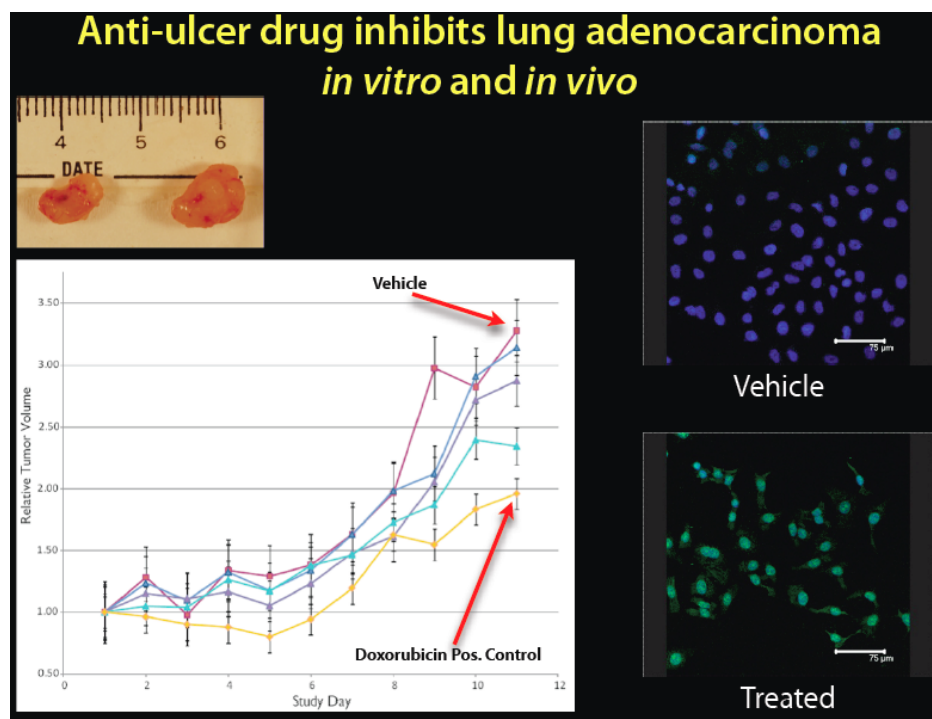 Anti-ulcer drug inhibits lung adenocarcinoma
in vitro and in vivo
4 5 6
DATE
Vehicle
3.50
3.00
2.50
2.00
1.50
1.00
0.50
Relative Tumor Volume
Doxorubicin Pos. Control
0 2 4 6 8 10 12
Study Day
75 µm
Vehicle
75 µm
Treated